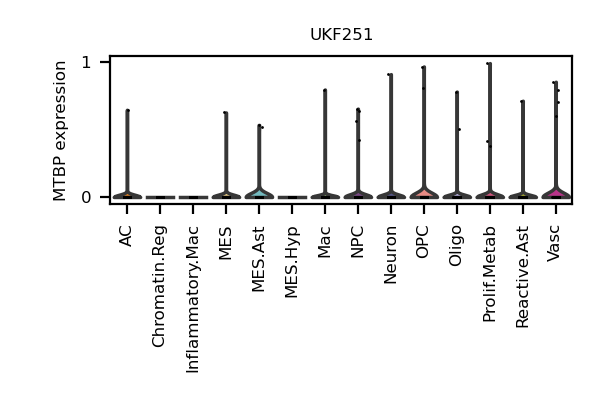 UKF251
MTBP expression
1
0
AC
Chromatin.Reg
Inflammatory.Mac
MES
MES.Ast
MES.Hyp
Mac
NPC
Neuron
OPC
Oligo
Prolif.Metab
Reactive.Ast
Vasc